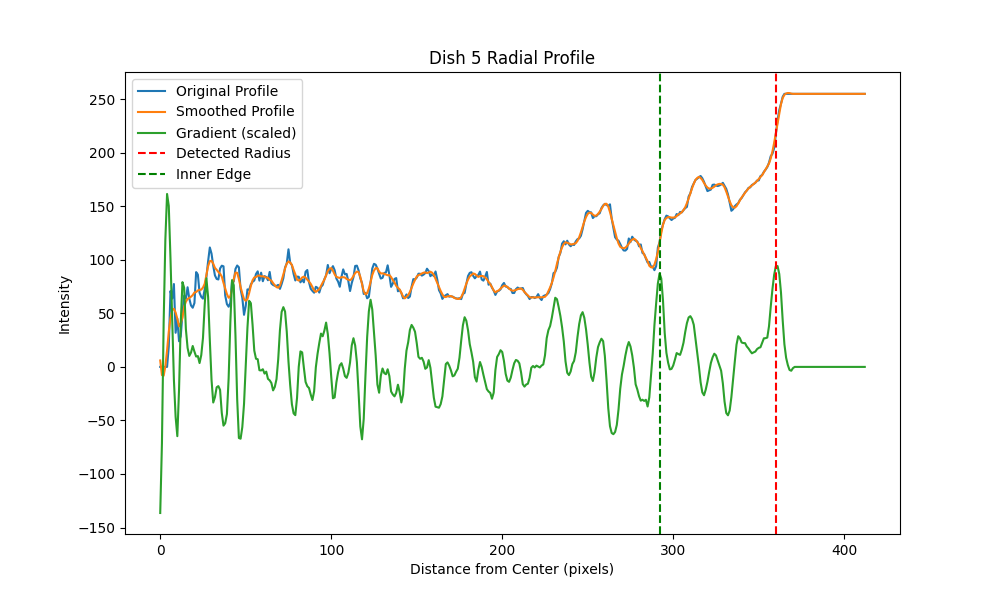 Dish 5 Radial Profile
Original Profile
Smoothed Profile
Gradient (scaled)
Detected Radius
Inner Edge
250
200
150
100
50
0
−50
−100
−150
Intensity
0 100 200 300 400
Distance from Center (pixels)